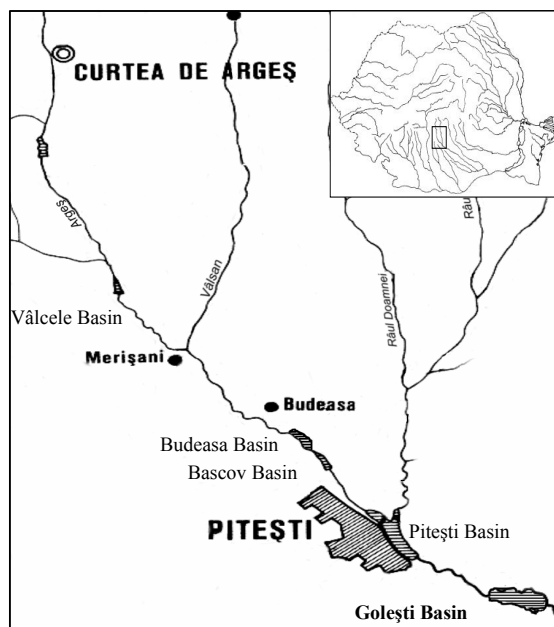 CURTEA DE ARGEŞ
Argeş
Vâlsan
Râul Doamnei
Râu
Vâlcele Basin
Merişani
Budeasa
Budeasa Basin
Bascov Basin
PITEŞTI
Piteşti Basin
Goleşti Basin